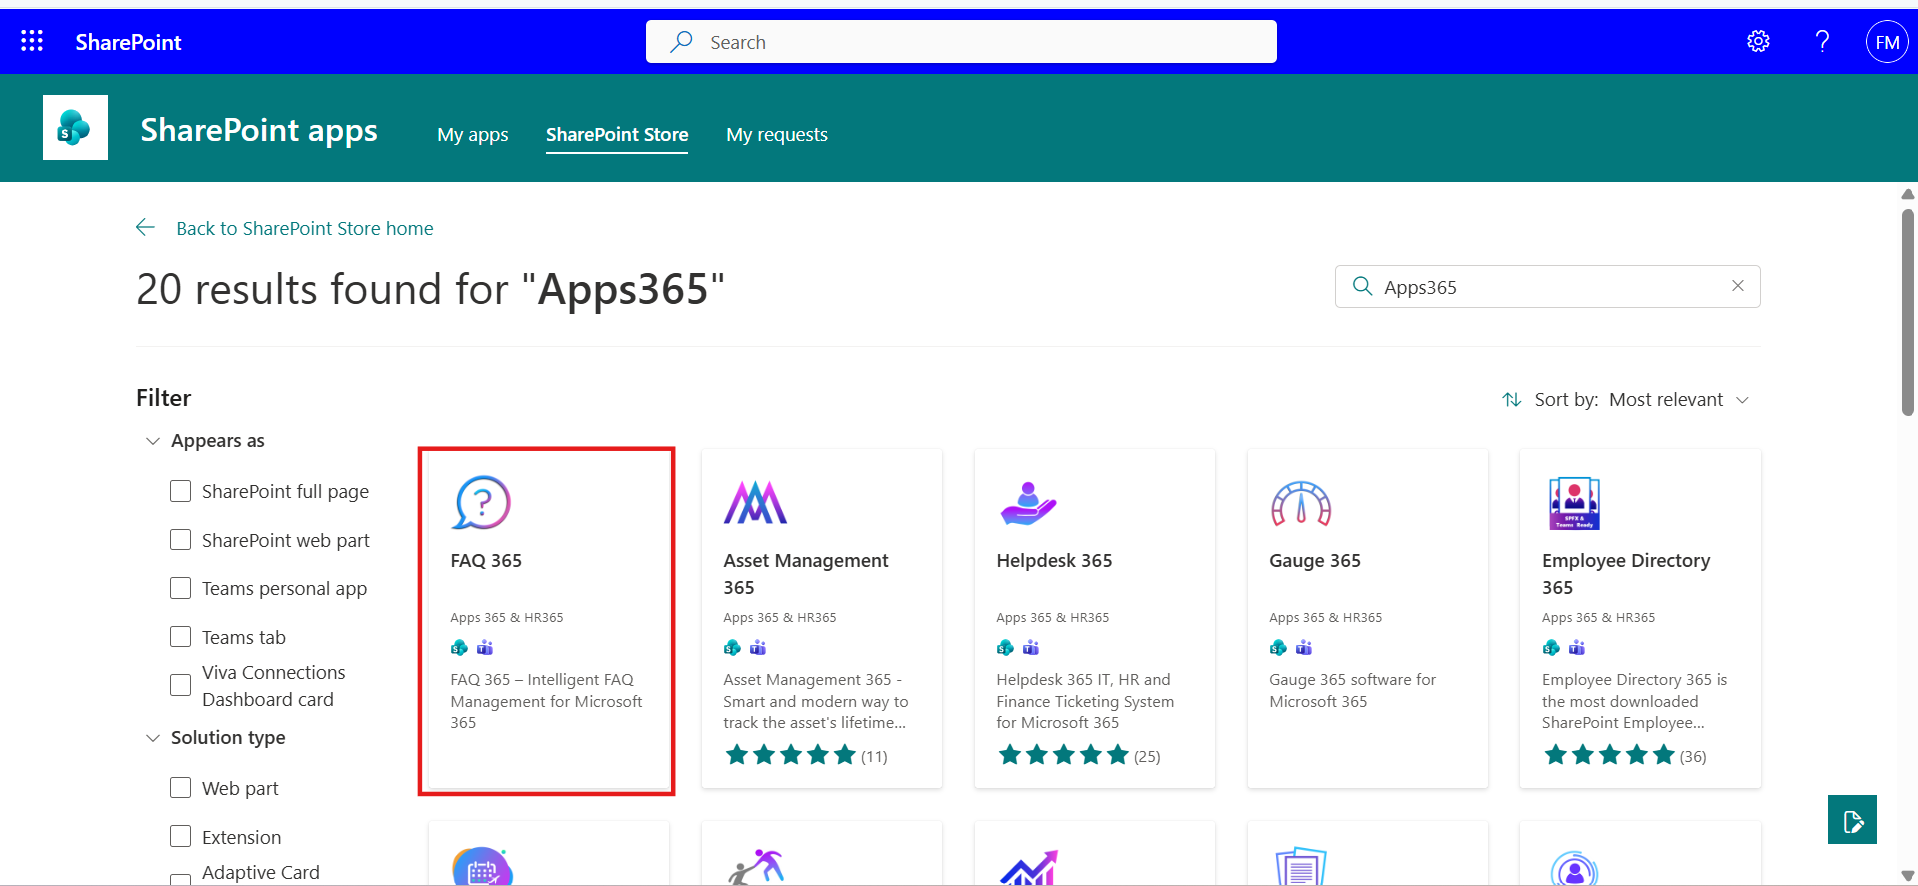 SharePoint
Search
FM
SharePoint apps
My apps
SharePoint Store
My requests
Back to SharePoint Store home
20 results found for "Apps365"
Apps365
Filter
Sort by: Most relevant
Appears as
SharePoint full page
SharePoint web part
Teams personal app
Teams tab
Viva Connections
Dashboard card
Solution type
Web part
Extension
Adaptive Card
FAQ 365
Apps 365 & HR365
FAQ 365 – Intelligent FAQ
Management for Microsoft
365
Asset Management
365
Apps 365 & HR365
Asset Management 365 -
Smart and modern way to
track the asset's lifetime...
(11)
Helpdesk 365
Apps 365 & HR365
Helpdesk 365 IT, HR and
Finance Ticketing System
for Microsoft 365
(25)
Gauge 365
Apps 365 & HR365
Gauge 365 software for
Microsoft 365
SPFX &
Teams Ready
Employee Directory
365
Apps 365 & HR365
Employee Directory 365 is
the most downloaded
SharePoint Employee...
(36)